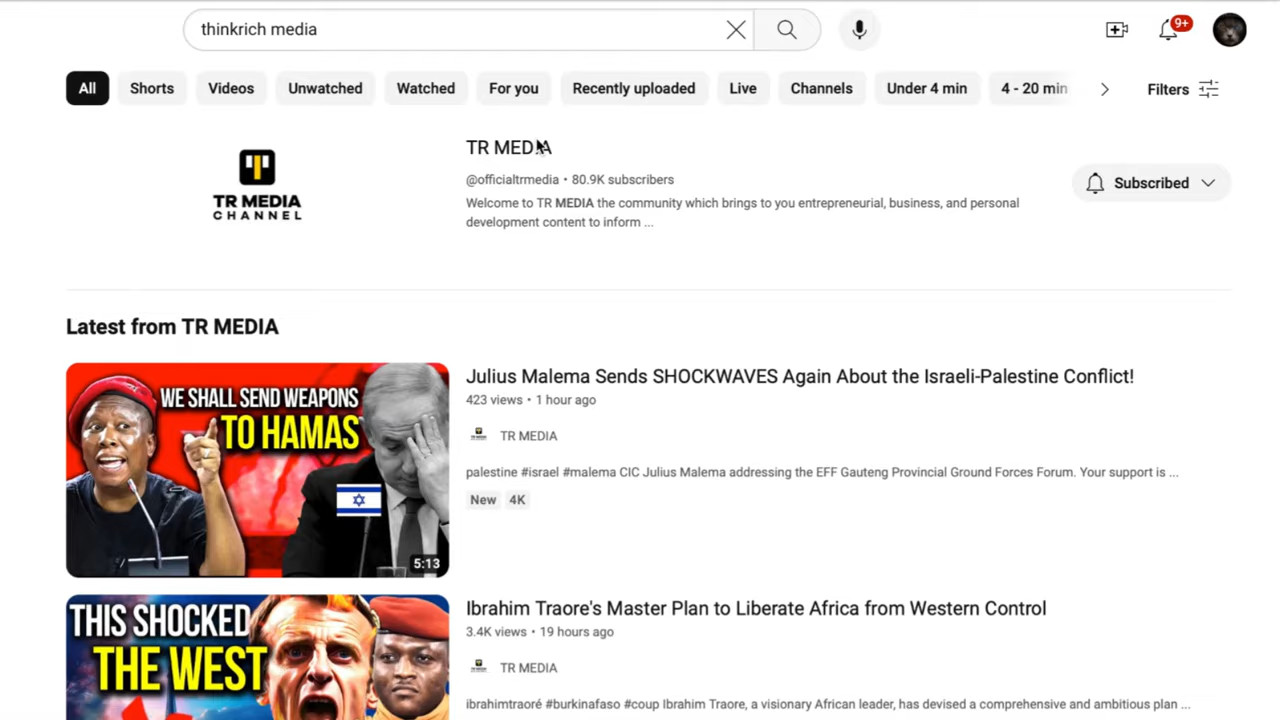 thinkrich media
9+
All
Shorts
Videos
Unwatched
Watched
For you
Recently uploaded
Live
Channels
Under 4 min
4 - 20 min
Filters
TR MEDIA
CHANNEL
TR MEDIA
@officialtrmedia • 80.9K subscribers
Welcome to TR MEDIA the community which brings to you entrepreneurial, business, and personal
development content to inform ...
Subscribed
Latest from TR MEDIA
WE SHALL SEND WEAPONS
TO HAMAS
5:13
Julius Malema Sends SHOCKWAVES Again About the Israeli-Palestine Conflict!
423 views • 1 hour ago
TR MEDIA
palestine #israel #malema CIC Julius Malema addressing the EFF Gauteng Provincial Ground Forces Forum. Your support is ...
New
4K
THIS SHOCKED
THE WEST
Ibrahim Traore's Master Plan to Liberate Africa from Western Control
3.4K views • 19 hours ago
TR MEDIA
ibrahimtraoré #burkinafaso #coup Ibrahim Traore, a visionary African leader, has devised a comprehensive and ambitious plan ...